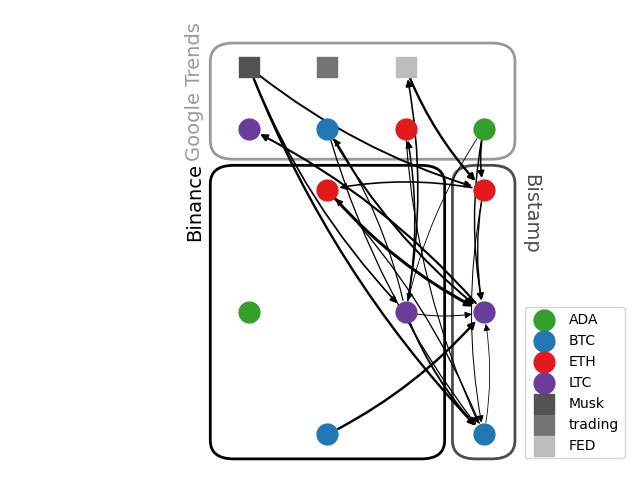 Google Trends
Binance
Bistamp
ADA
BTC
ETH
LTC
Musk
trading
FED